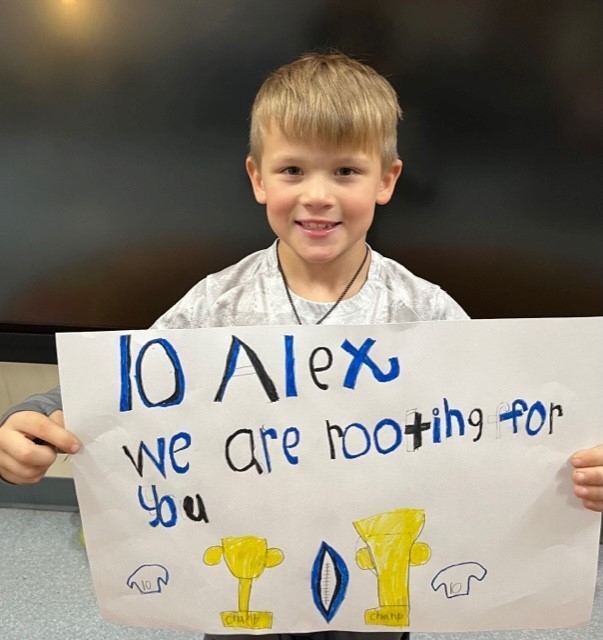 10 Alex
we are rooting for
you
10 champ champ 10